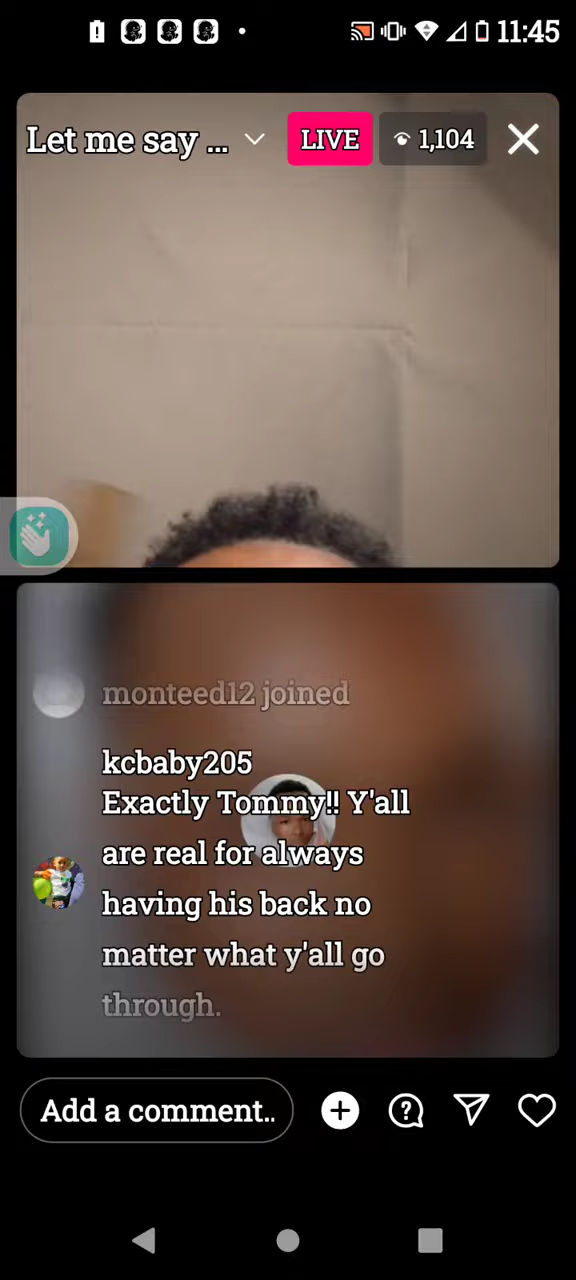 11:45
Let me say ...
LIVE
1,104
monteed12 joined
kcbaby205
Exactly Tommy!! Y'all
are real for always
having his back no
matter what y'all go
through.
Add a comment..